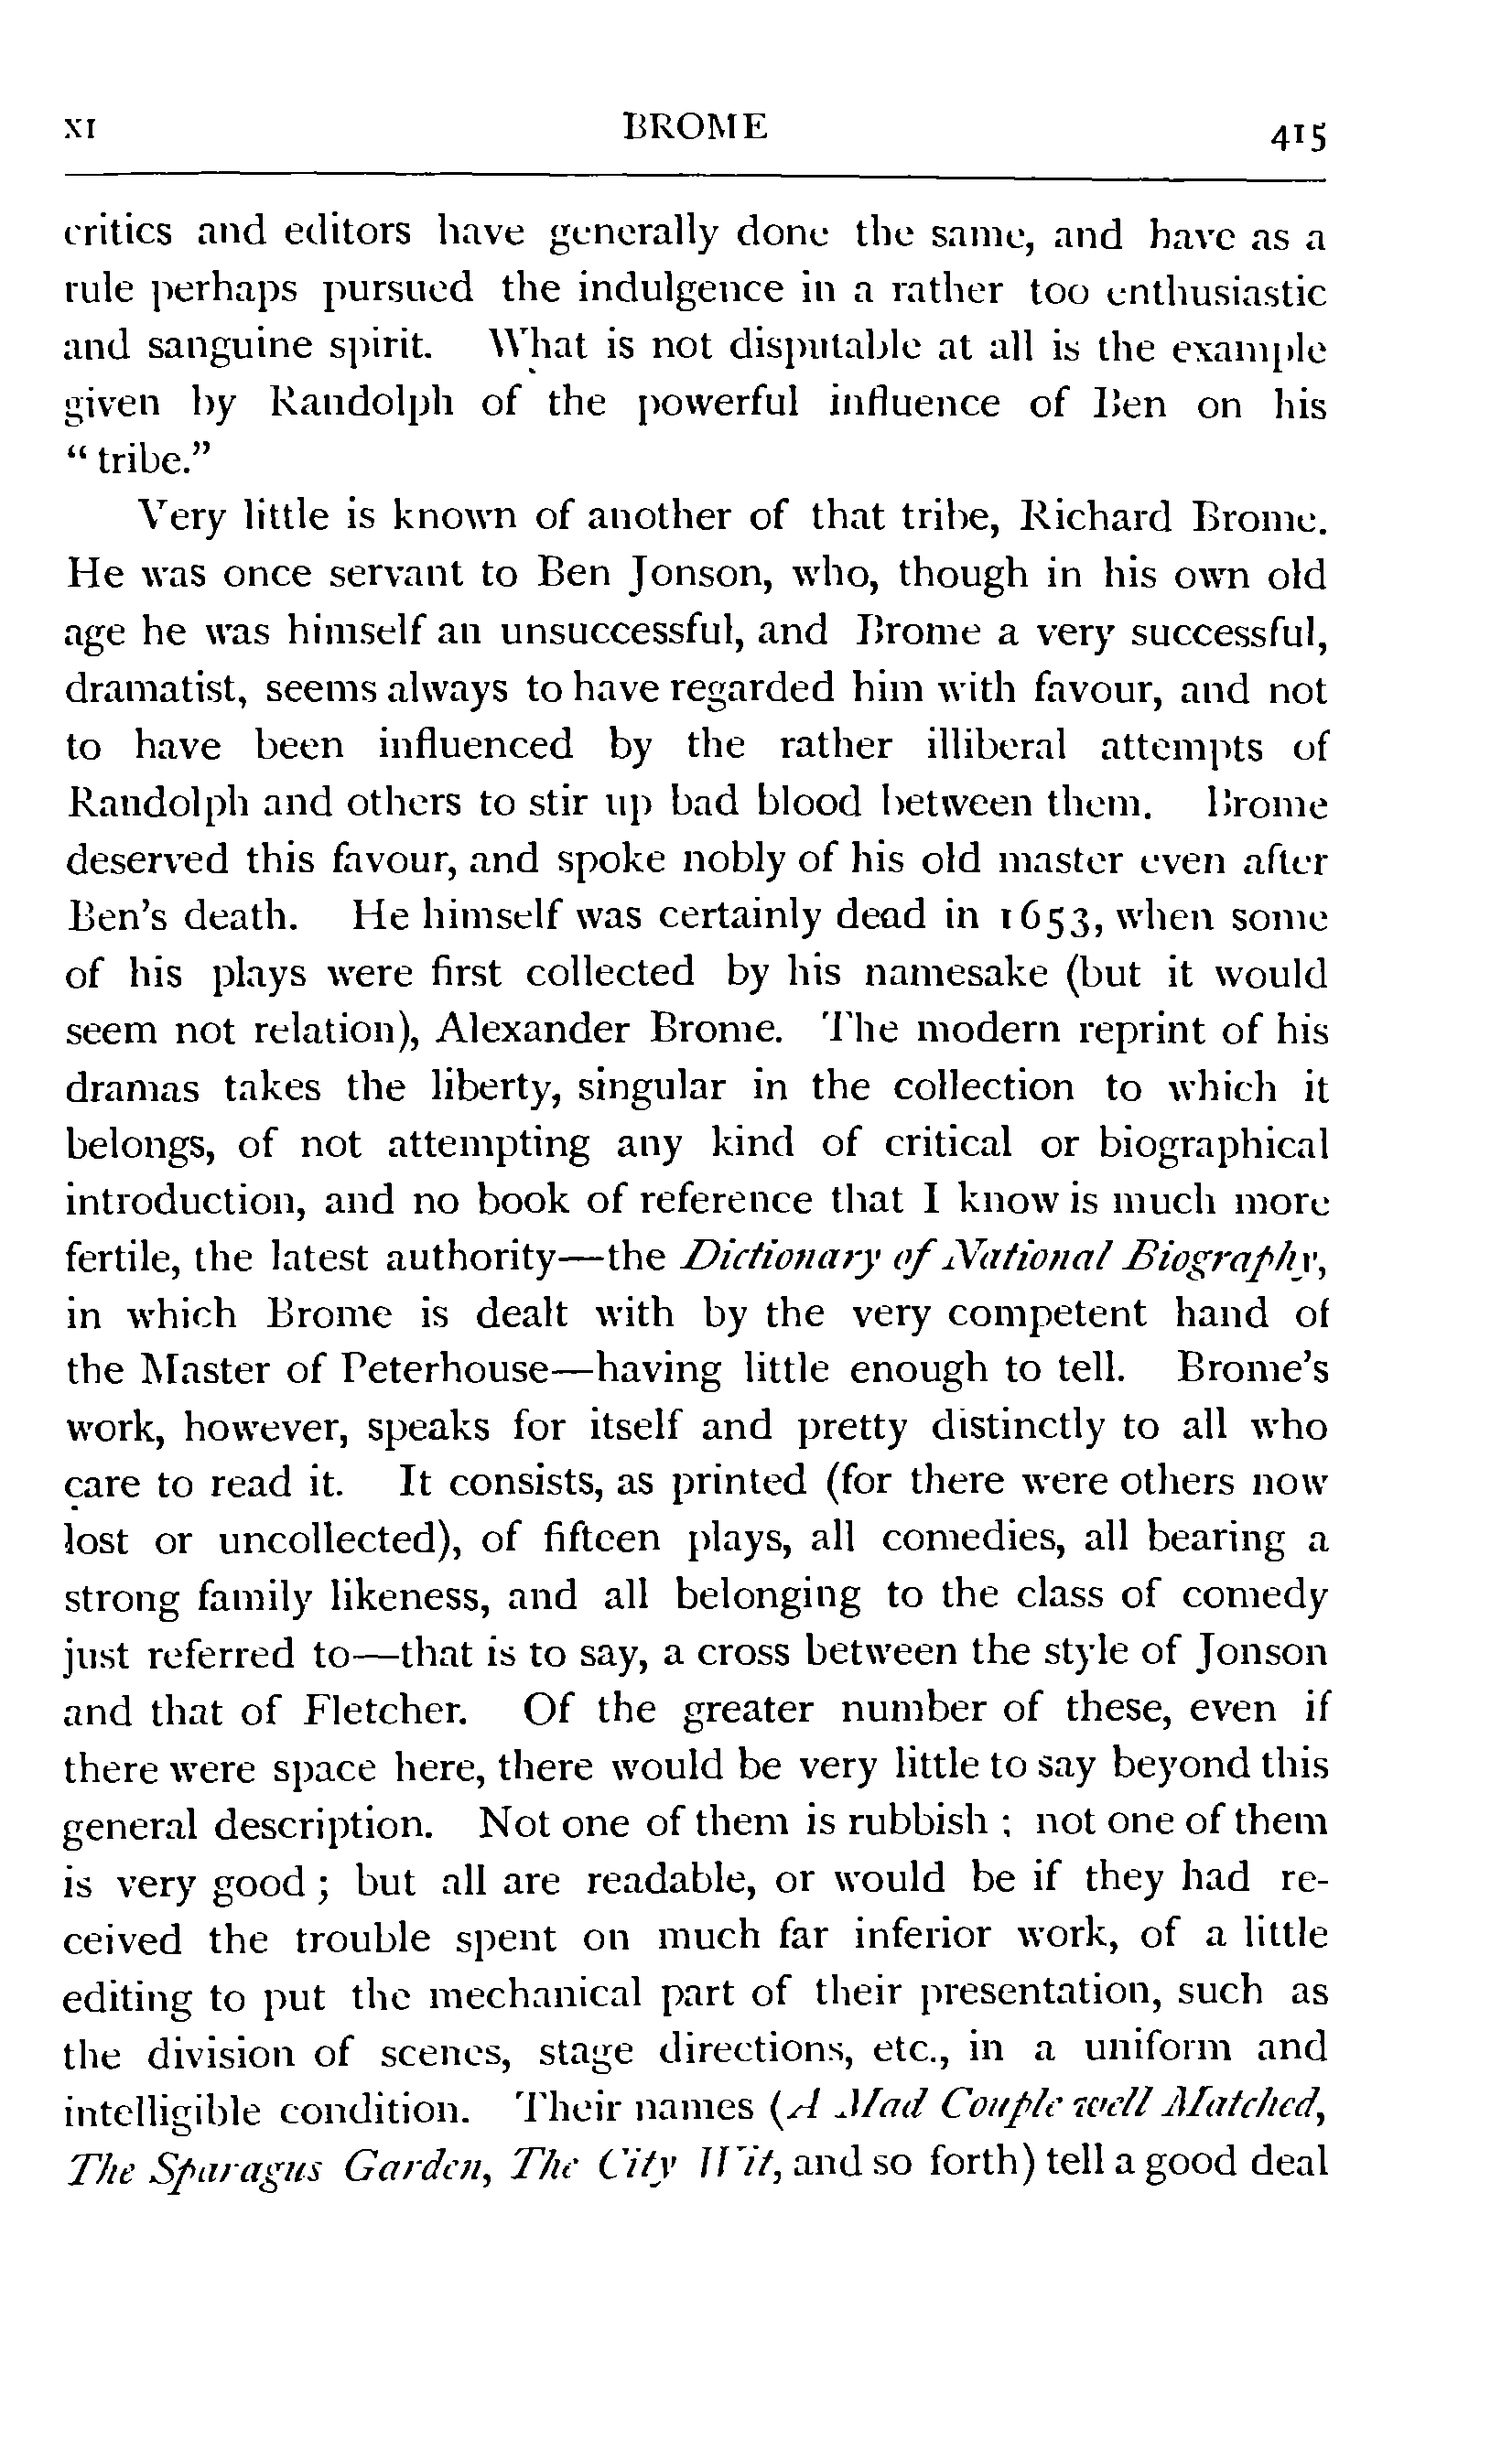 XI BROME 415
critics and editors have generally done the same, and have as a
rule perhaps pursued the indulgence in a rather too enthusiastic
and sanguine spirit. What is not disputable at all is the example
given by Randolph of the powerful influence of Ben on his
“ tribe.”
Very little is known of another of that tribe, Richard Brome.
He was once servant to Ben Jonson, who, though in his own old
age he was himself an unsuccessful, and Brome a very successful,
dramatist, seems always to have regarded him with favour, and not
to have been influenced by the rather illiberal attempts of
Randolph and others to stir up bad blood between them. Brome
deserved this favour, and spoke nobly of his old master even after
Ben’s death. He himself was certainly dead in 1653, when some
of his plays were first collected by his namesake (but it would
seem not relation), Alexander Brome. The modern reprint of his
dramas takes the liberty, singular in the collection to which it
belongs, of not attempting any kind of critical or biographical
introduction, and no book of reference that I know is much more
fertile, the latest authority—the Dictionary of National Biography,
in which Brome is dealt with by the very competent hand of
the Master of Peterhouse—having little enough to tell. Brome’s
work, however, speaks for itself and pretty distinctly to all who
care to read it. It consists, as printed (for there were others now
lost or uncollected), of fifteen plays, all comedies, all bearing a
strong family likeness, and all belonging to the class of comedy
just referred to—that is to say, a cross between the style of Jonson
and that of Fletcher. Of the greater number of these, even if
there were space here, there would be very little to say beyond this
general description. Not one of them is rubbish ; not one of them
is very good ; but all are readable, or would be if they had re-
ceived the trouble spent on much far inferior work, of a little
editing to put the mechanical part of their presentation, such as
the division of scenes, stage directions, etc., in a uniform and
intelligible condition. Their names (A Mad Couple well Matched,
The Sparagus Garden, The City Wit, and so forth) tell a good deal